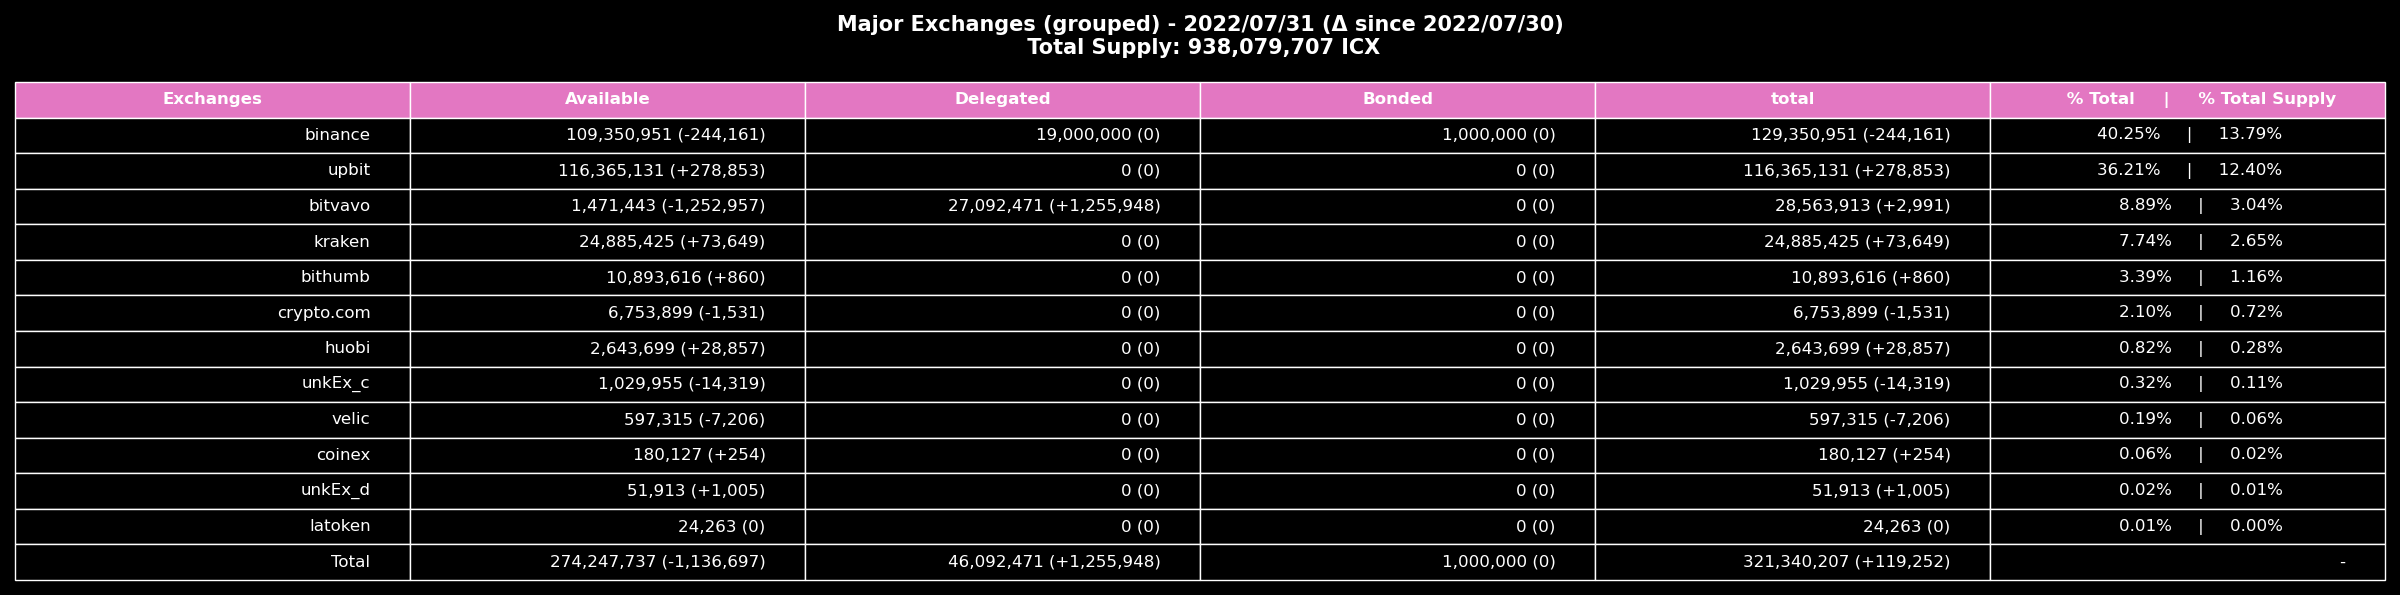 Major Exchanges (grouped) - 2022/07/31 (Δ since 2022/07/30)
Total Supply: 938,079,707 ICX
Exchanges Available Delegated Bonded total % Total | % Total Supply
binance 109,350,951 (-244,161) 19,000,000 (0) 1,000,000 (0) 129,350,951 (-244,161) 40.25% | 13.79%
upbit 116,365,131 (+278,853) 0 (0) 0 (0) 116,365,131 (+278,853) 36.21% | 12.40%
bitvavo 1,471,443 (-1,252,957) 27,092,471 (+1,255,948) 0 (0) 28,563,913 (+2,991) 8.89% | 3.04%
kraken 24,885,425 (+73,649) 0 (0) 0 (0) 24,885,425 (+73,649) 7.74% | 2.65%
bithumb 10,893,616 (+860) 0 (0) 0 (0) 10,893,616 (+860) 3.39% | 1.16%
crypto.com 6,753,899 (-1,531) 0 (0) 0 (0) 6,753,899 (-1,531) 2.10% | 0.72%
huobi 2,643,699 (+28,857) 0 (0) 0 (0) 2,643,699 (+28,857) 0.82% | 0.28%
unkEx_c 1,029,955 (-14,319) 0 (0) 0 (0) 1,029,955 (-14,319) 0.32% | 0.11%
velic 597,315 (-7,206) 0 (0) 0 (0) 597,315 (-7,206) 0.19% | 0.06%
coinex 180,127 (+254) 0 (0) 0 (0) 180,127 (+254) 0.06% | 0.02%
unkEx_d 51,913 (+1,005) 0 (0) 0 (0) 51,913 (+1,005) 0.02% | 0.01%
latoken 24,263 (0) 0 (0) 0 (0) 24,263 (0) 0.01% | 0.00%
Total 274,247,737 (-1,136,697) 46,092,471 (+1,255,948) 1,000,000 (0) 321,340,207 (+119,252) -